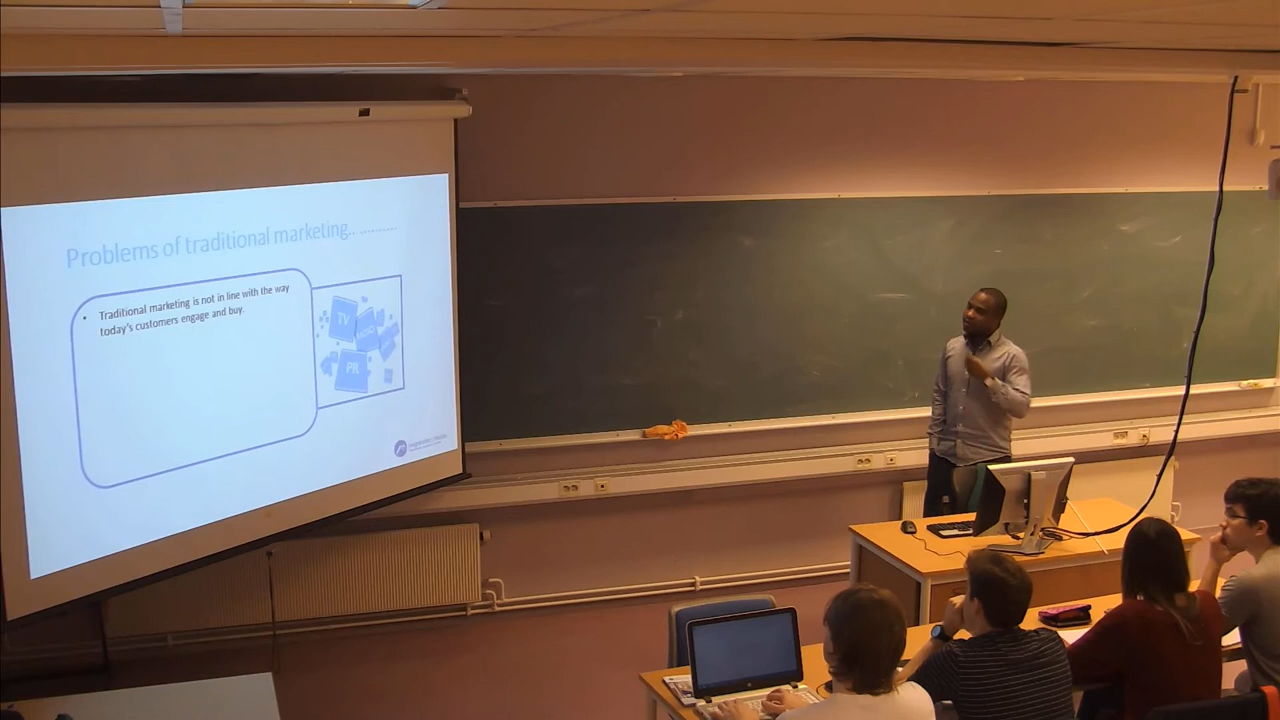 Problems of traditional marketing............
• Traditional marketing is not in line with the way
today's customers engage and buy.
TV
RADIO
PR